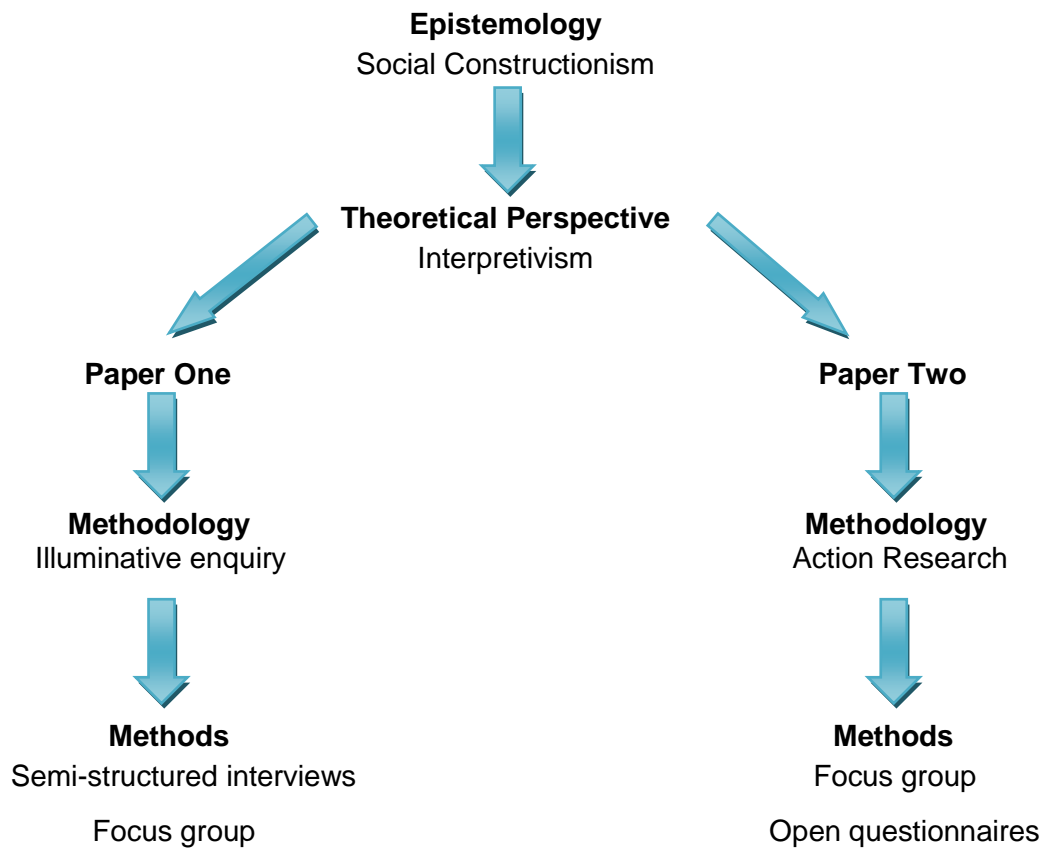 Epistemology
Social Constructionism
Theoretical Perspective
Interpretivism
Paper One
Methodology
Illuminative enquiry
Methods
Semi-structured interviews
Focus group
Paper Two
Methodology
Action Research
Methods
Focus group
Open questionnaires